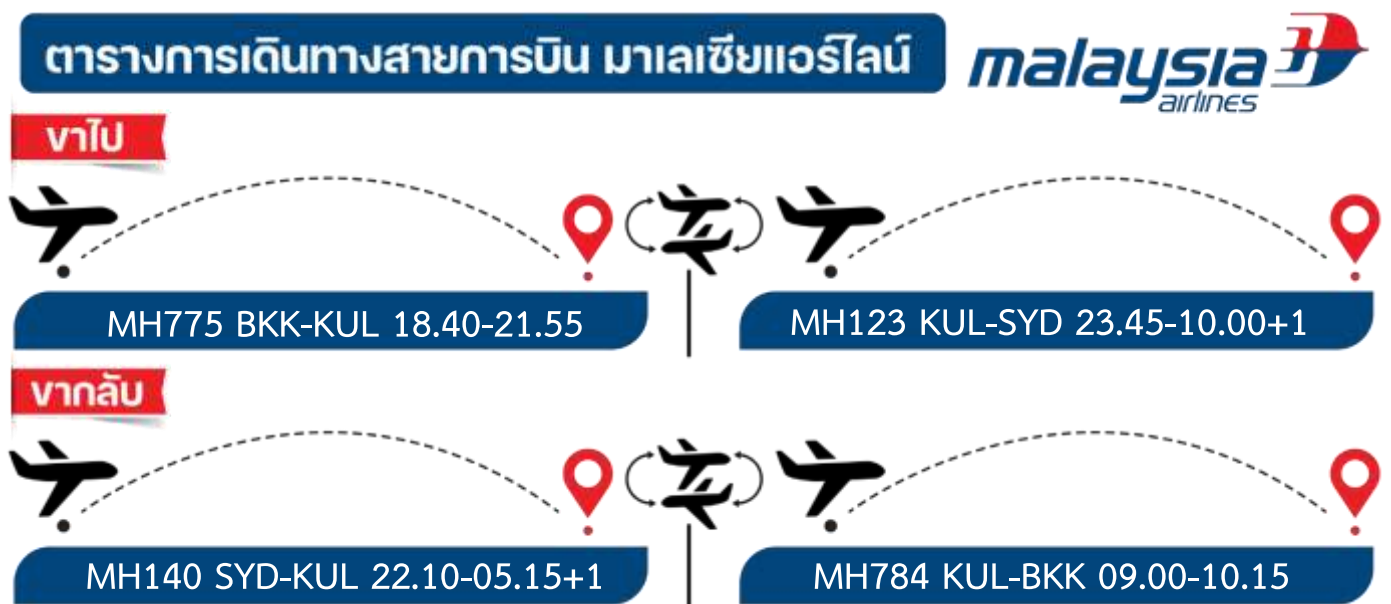 ตารางการเดินทางสายการบิน มาเลเซียแอร์ไลน์
malaysia
airlines
ขาไป
MH775 BKK-KUL 18.40-21.55
MH123 KUL-SYD 23.45-10.00+1
ขากลับ
MH140 SYD-KUL 22.10-05.15+1
MH784 KUL-BKK 09.00-10.15